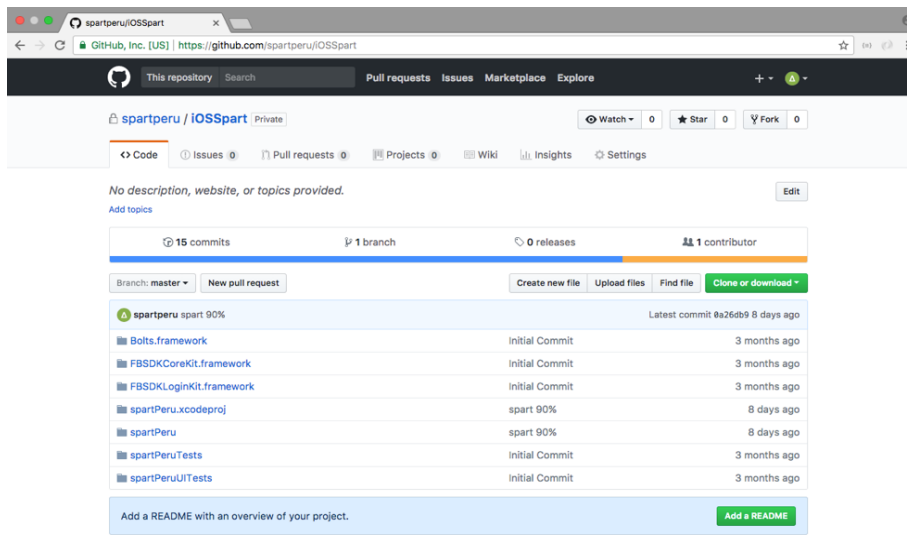 spartperu/iOSSpart
GitHub, Inc. [US] | https://github.com/spartperu/iOSSpart
This repository Search Pull requests Issues Marketplace Explore
spartperu / iOSSpart Private Watch 0 Star 0 Fork 0
Code Issues 0 Pull requests 0 Projects 0 Wiki Insights Settings
No description, website, or topics provided. Edit
Add topics
15 commits 1 branch 0 releases 1 contributor
Branch: master New pull request Create new file Upload files Find file Clone or download
spartperu spart 90% Latest commit 0a26db9 8 days ago
Bolts.framework Initial Commit 3 months ago
FBSDKCoreKit.framework Initial Commit 3 months ago
FBSDKLoginKit.framework Initial Commit 3 months ago
spartPeru.xcodeproj spart 90% 8 days ago
spartPeru spart 90% 8 days ago
spartPeruTests Initial Commit 3 months ago
spartPeruUITests Initial Commit 3 months ago
Add a README with an overview of your project. Add a README